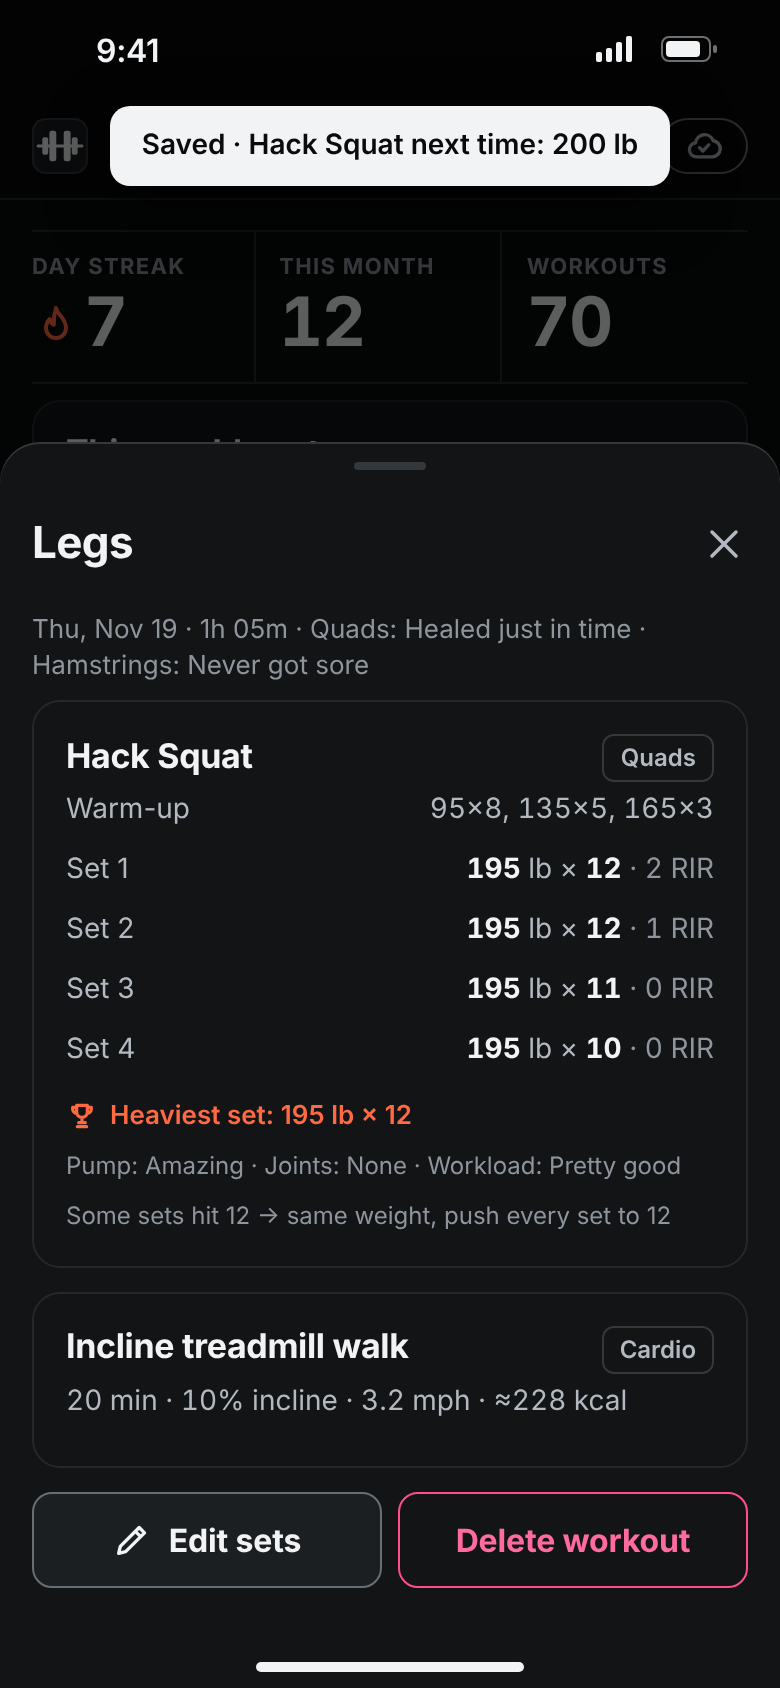 9:41
Saved · Hack Squat next time: 200 lb
DAY STREAK
7
THIS MONTH
12
WORKOUTS
70
Legs
Thu, Nov 19 · 1h 05m · Quads: Healed just in time ·
Hamstrings: Never got sore
Hack Squat
Quads
Warm-up 95×8, 135×5, 165×3
Set 1 195 lb × 12 · 2 RIR
Set 2 195 lb × 12 · 1 RIR
Set 3 195 lb × 11 · 0 RIR
Set 4 195 lb × 10 · 0 RIR
Heaviest set: 195 lb × 12
Pump: Amazing · Joints: None · Workload: Pretty good
Some sets hit 12 → same weight, push every set to 12
Incline treadmill walk
Cardio
20 min · 10% incline · 3.2 mph · ≈228 kcal
Edit sets
Delete workout